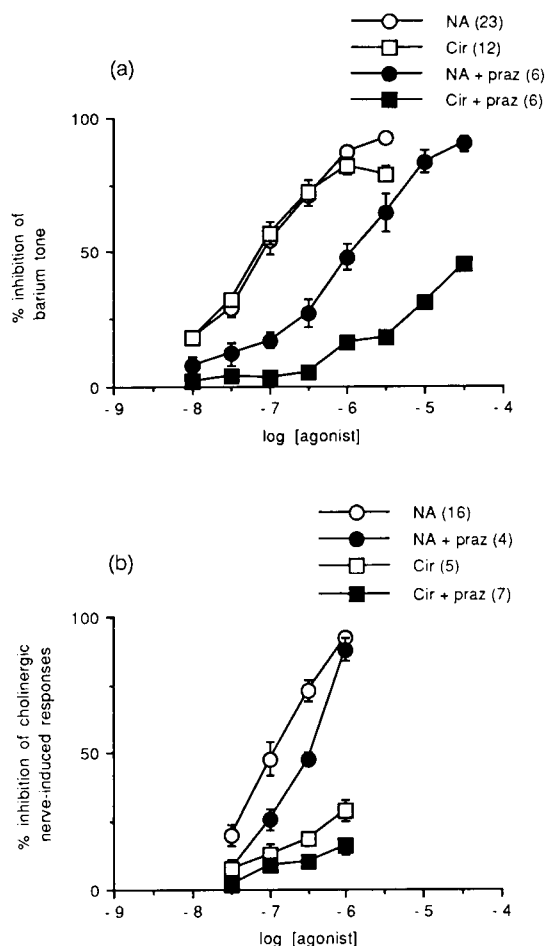 NA (23)
Cir (12)
NA + praz (6)
Cir + praz (6)
(a)
100
50
0
% inhibition of
barium tone
- 9
- 8
- 7
- 6
- 5
- 4
log [agonist]
NA (16)
NA + praz (4)
Cir (5)
Cir + praz (7)
(b)
100
50
0
% inhibition of cholinergic
nerve-induced responses
- 9
- 8
- 7
- 6
- 5
- 4
log [agonist]